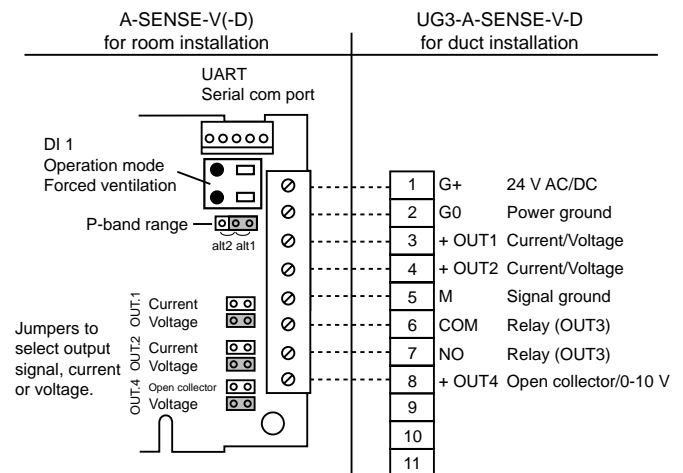 A-SENSE-V(-D)
for room installation
UG3-A-SENSE-V-D
for duct installation
UART
Serial com port
DI 1
Operation mode
Forced ventilation
P-band range
alt2 alt1
OUT.1
Current
Voltage
OUT.2
Current
Voltage
OUT.4
Open collector
Voltage
Jumpers to
select output
signal, current
or voltage.
1 G+ 24 V AC/DC
2 G0 Power ground
3 + OUT1 Current/Voltage
4 + OUT2 Current/Voltage
5 M Signal ground
6 COM Relay (OUT3)
7 NO Relay (OUT3)
8 + OUT4 Open collector/0-10 V
9
10
11